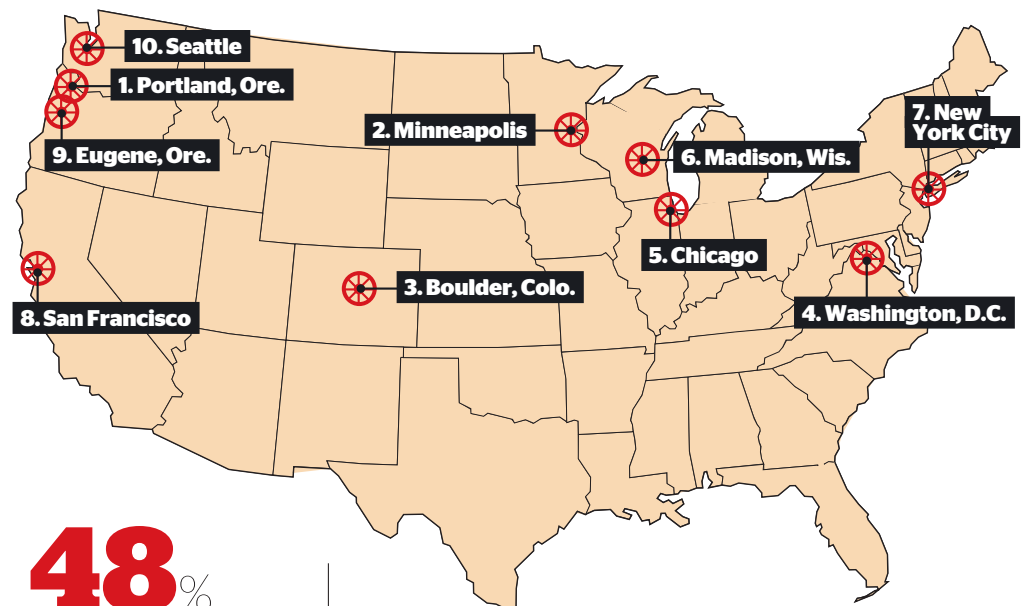 10. Seattle
1. Portland, Ore.
9. Eugene, Ore.
2. Minneapolis
6. Madison, Wis.
7. New
York City
5. Chicago
3. Boulder, Colo.
4. Washington, D.C.
8. San Francisco
48%